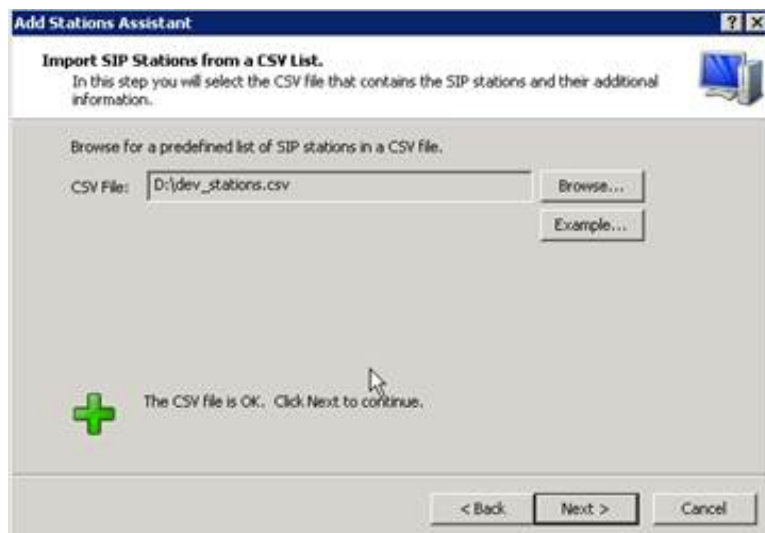 Add Stations Assistant
Import SIP Stations from a CSV List.
In this step you will select the CSV file that contains the SIP stations and their additional
information.
Browse for a predefined list of SIP stations in a CSV file.
CSV File: D:\dev_stations.csv Browse...
Example...
The CSV file is OK. Click Next to continue.
< Back Next > Cancel